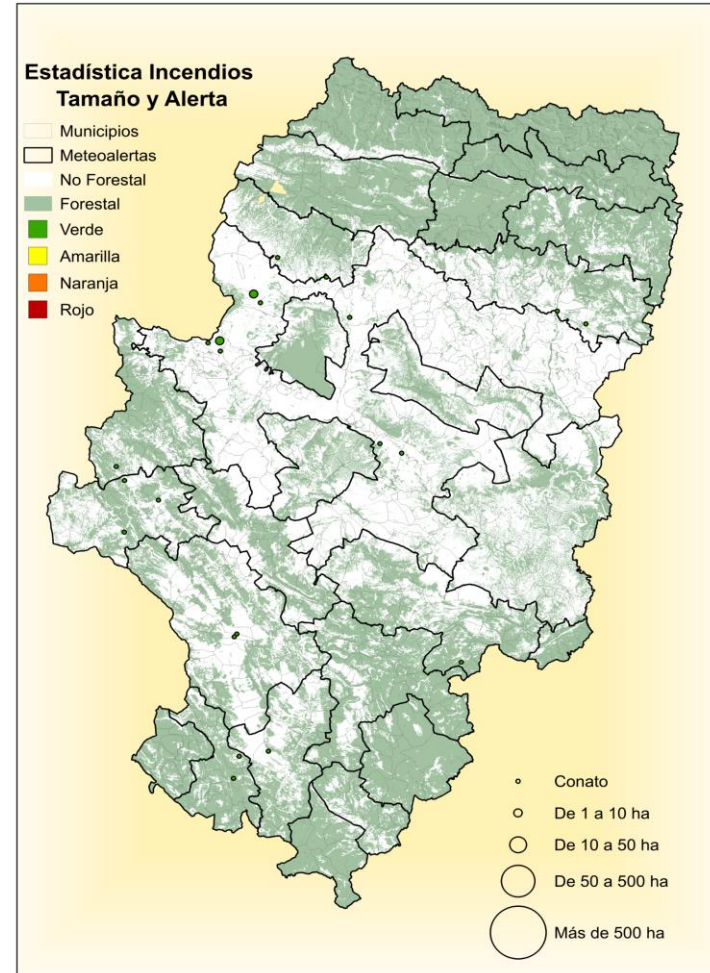 Estadística Incendios
Tamaño y Alerta
Municipios
Meteoalertas
No Forestal
Forestal
Verde
Amarilla
Naranja
Rojo
Conato
De 1 a 10 ha
De 10 a 50 ha
De 50 a 500 ha
Más de 500 ha